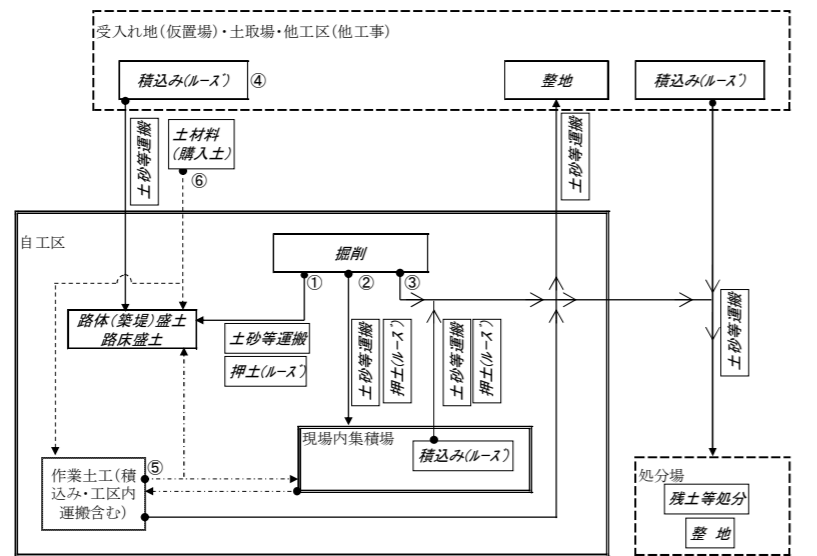 受入れ地(仮置場)・土取場・他工区(他工事)
積込み(ルーズ) ④
整地
積込み(ルーズ)
土砂等運搬
土材料
(購入土)
⑥
土砂等運搬
自工区
掘削
① ② ③
路体(築堤)盛土
路床盛土
土砂等運搬
押土(ルーズ)
土砂等運搬
押土(ルーズ)
土砂等運搬
押土(ルーズ)
土砂等運搬
現場内集積場
積込み(ルーズ)
作業土工(積
込み・工区内
運搬含む)
⑤
処分場
残土等処分
整 地